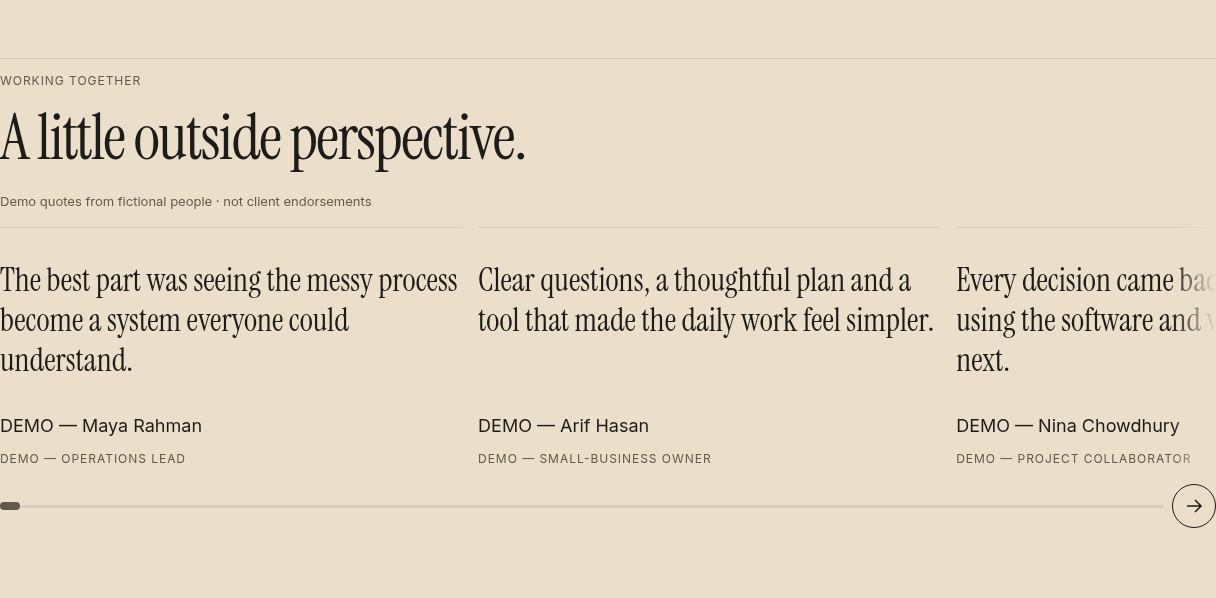 WORKING TOGETHER
A little outside perspective.
Demo quotes from fictional people · not client endorsements
The best part was seeing the messy process
become a system everyone could
understand.
DEMO — Maya Rahman
DEMO — OPERATIONS LEAD
Clear questions, a thoughtful plan and a
tool that made the daily work feel simpler.
DEMO — Arif Hasan
DEMO — SMALL-BUSINESS OWNER
Every decision came
using the software and
next.
DEMO — Nina Chowdhury
DEMO — PROJECT COLLABORATOR